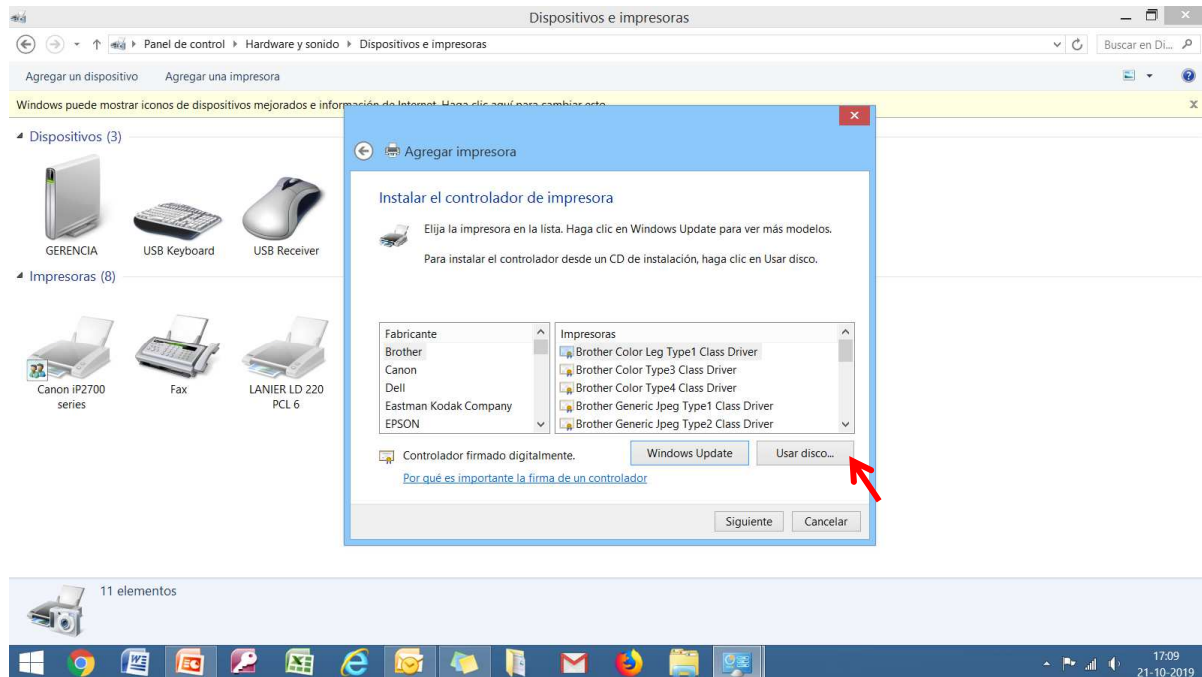 Dispositivos e impresoras
Panel de control Hardware y sonido Dispositivos e impresoras
Buscar en Di...
Agregar un dispositivo Agregar una impresora
Windows puede mostrar iconos de dispositivos mejorados e información de Internet. Haga clic aquí para cambiar esto
Dispositivos (3)
GERENCIA
USB Keyboard
USB Receiver
Impresoras (8)
Canon iP2700
series
Fax
LANIER LD 220
PCL 6
Agregar impresora
Instalar el controlador de impresora
Elija la impresora en la lista. Haga clic en Windows Update para ver más modelos.
Para instalar el controlador desde un CD de instalación, haga clic en Usar disco.
Fabricante
Brother
Canon
Dell
Eastman Kodak Company
EPSON
Impresoras
Brother Color Leg Type1 Class Driver
Brother Color Type3 Class Driver
Brother Color Type4 Class Driver
Brother Generic Jpeg Type1 Class Driver
Brother Generic Jpeg Type2 Class Driver
Controlador firmado digitalmente.
Windows Update
Usar disco...
Por qué es importante la firma de un controlador
Siguiente
Cancelar
11 elementos
17:09
21-10-2019